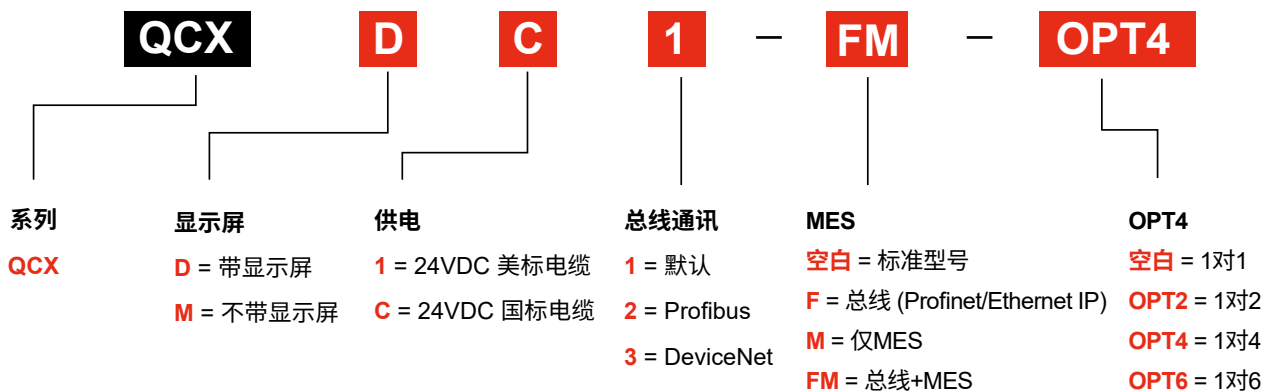 QCX D C 1 – FM – OPT4
系列
QCX
显示屏
D = 带显示屏
M = 不带显示屏
供电
1 = 24VDC 美标电缆
C = 24VDC 国标电缆
总线通讯
1 = 默认
2 = Profibus
3 = DeviceNet
MES
空白 = 标准型号
F = 总线 (Profinet/Ethernet IP)
M = 仅MES
FM = 总线+MES
OPT4
空白 = 1对1
OPT2 = 1对2
OPT4 = 1对4
OPT6 = 1对6